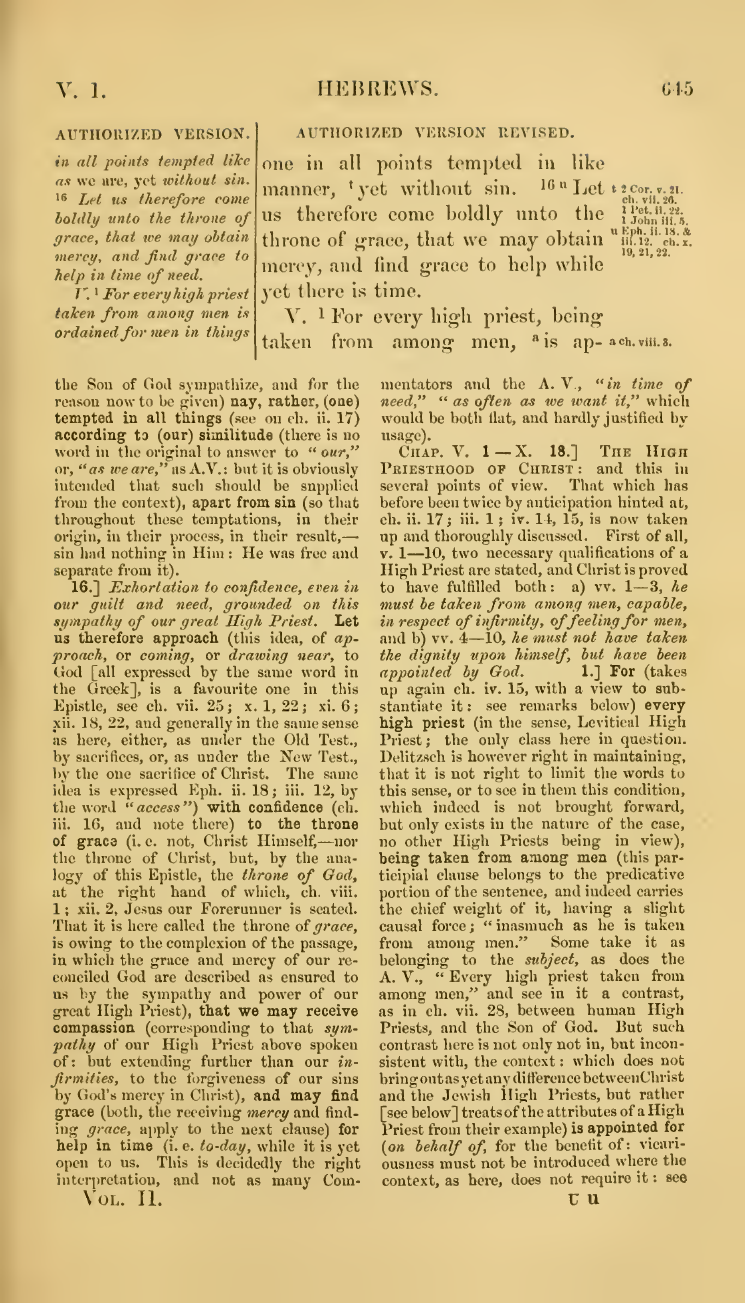 V. 1.
HEBREWS.
645
AUTHORIZED VERSION.
in all points tempted like
as we are, yet without sin.
16 Let us therefore come
boldly unto the throne of
grace, that we may obtain
mercy, and find grace to
help in time of need.
V. 1 For every high priest
taken from among men is
ordained for men in things
AUTHORIZED VERSION REVISED.
one in all points tempted in like
manner, t yet without sin. 16 u Let
us therefore come boldly unto the
throne of grace, that we may obtain
mercy, and find grace to help while
yet there is time.
V. 1 For every high priest, being
taken from among men, a is ap-
t 2 Cor. v. 21.
ch. vii. 26.
1 Pet. ii. 22.
1 John iii. 5.
u Eph. ii. 18. &
iii. 12. ch. x.
19, 21, 22.
a ch. viii. 3.
the Son of God sympathize, and for the
reason now to be given) nay, rather, (one)
tempted in all things (see on ch. ii. 17)
according to (our) similitude (there is no
word in the original to answer to "our,"
or, "as we are," as A.V.: but it is obviously
intended that such should be supplied
from the context), apart from sin (so that
throughout these temptations, in their
origin, in their process, in their result,—
sin had nothing in Him: He was free and
separate from it).
16.] Exhortation to confidence, even in
our guilt and need, grounded on this
sympathy of our great High Priest. Let
us therefore approach (this idea, of ap-
proach, or coming, or drawing near, to
God [all expressed by the same word in
the Greek], is a favourite one in this
Epistle, see ch. vii. 25; x. 1, 22; xi. 6;
xii. 18, 22, and generally in the same sense
as here, either, as under the Old Test.,
by sacrifices, or, as under the New Test.,
by the one sacrifice of Christ. The same
idea is expressed Eph. ii. 18; iii. 12, by
the word "access") with confidence (ch.
iii. 16, and note there) to the throne
of grace (i. e. not, Christ Himself,—nor
the throne of Christ, but, by the ana-
logy of this Epistle, the throne of God,
at the right hand of which, ch. viii.
1; xii. 2, Jesus our Forerunner is seated.
That it is here called the throne of grace,
is owing to the complexion of the passage,
in which the grace and mercy of our re-
conciled God are described as ensured to
us by the sympathy and power of our
great High Priest), that we may receive
compassion (corresponding to that sym-
pathy of our High Priest above spoken
of: but extending further than our in-
firmities, to the forgiveness of our sins
by God's mercy in Christ), and may find
grace (both, the receiving mercy and find-
ing grace, apply to the next clause) for
help in time (i. e. to-day, while it is yet
open to us. This is decidedly the right
interpretation, and not as many Com-
mentators and the A. V., "in time of
need," "as often as we want it," which
would be both flat, and hardly justified by
usage).
CHAP. V. 1—X. 18.] THE HIGH
PRIESTHOOD OF CHRIST: and this in
several points of view. That which has
before been twice by anticipation hinted at,
ch. ii. 17; iii. 1; iv. 14, 15, is now taken
up and thoroughly discussed. First of all,
v. 1—10, two necessary qualifications of a
High Priest are stated, and Christ is proved
to have fulfilled both: a) vv. 1—3, he
must be taken from among men, capable,
in respect of infirmity, of feeling for men,
and b) vv. 4—10, he must not have taken
the dignity upon himself, but have been
appointed by God. 1.] For (takes
up again ch. iv. 15, with a view to sub-
stantiate it: see remarks below) every
high priest (in the sense, Levitical High
Priest; the only class here in question.
Delitzsch is however right in maintaining,
that it is not right to limit the words to
this sense, or to see in them this condition,
which indeed is not brought forward,
but only exists in the nature of the case,
no other High Priests being in view),
being taken from among men (this par-
ticipial clause belongs to the predicative
portion of the sentence, and indeed carries
the chief weight of it, having a slight
causal force; "inasmuch as he is taken
from among men." Some take it as
belonging to the subject, as does the
A. V., "Every high priest taken from
among men," and see in it a contrast,
as in ch. vii. 28, between human High
Priests, and the Son of God. But such
contrast here is not only not in, but incon-
sistent with, the context: which does not
bring out as yet any difference between Christ
and the Jewish High Priests, but rather
[see below] treats of the attributes of a High
Priest from their example) is appointed for
(on behalf of, for the benefit of: vicari-
ousness must not be introduced where the
context, as here, does not require it: see
VOL. II.
U u